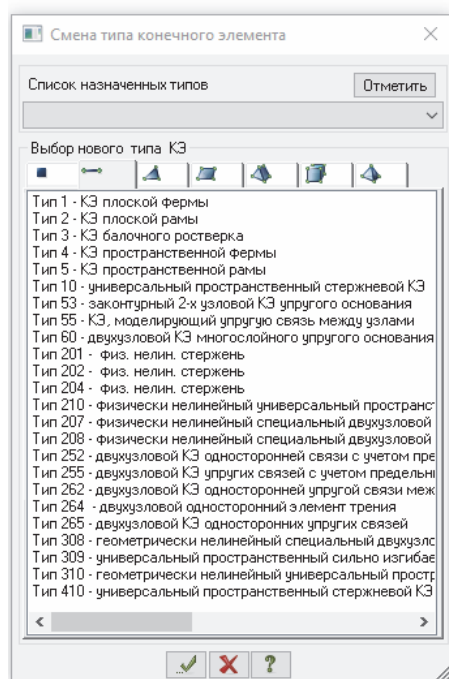 Смена типа конечного элемента
Список назначенных типов
Отметить
Выбор нового типа КЭ
Тип 1 - КЭ плоской фермы
Тип 2 - КЭ плоской рамы
Тип 3 - КЭ балочного ростверка
Тип 4 - КЭ пространственной фермы
Тип 5 - КЭ пространственной рамы
Тип 10 - универсальный пространственный стержневой КЭ
Тип 53 - законтурный 2-х узловой КЭ упругого основания
Тип 55 - КЭ, моделирующий упругую связь между узлами
Тип 60 - двухузловой КЭ многослойного упругого основания
Тип 201 - физ. нелин. стержень
Тип 202 - физ. нелин. стержень
Тип 204 - физ. нелин. стержень
Тип 210 - физически нелинейный универсальный пространст
Тип 207 - физически нелинейный специальный двухузловой
Тип 208 - физически нелинейный специальный двухузловой
Тип 252 - двухузловой КЭ односторонней связи с учетом пре
Тип 255 - двухузловой КЭ упругих связей с учетом предельн
Тип 262 - двухузловой КЭ односторонней упругой связи меж
Тип 264 - двухузловой односторонний элемент трения
Тип 265 - двухузловой КЭ односторонних упругих связей
Тип 308 - геометрически нелинейный специальный двухузло
Тип 309 - универсальный пространственный сильно изгибае
Тип 310 - геометрически нелинейный универсальный простр
Тип 410 - универсальный пространственный стержневой КЭ